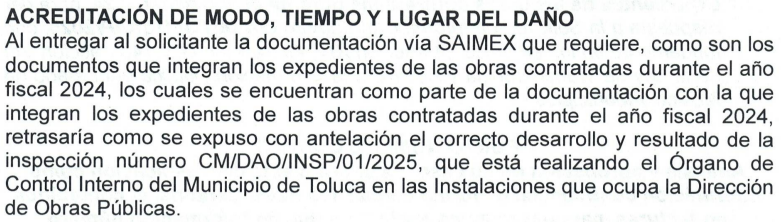 ACREDITACIÓN DE MODO, TIEMPO Y LUGAR DEL DAÑO
Al entregar al solicitante la documentación vía SAIMEX que requiere, como son los
documentos que integran los expedientes de las obras contratadas durante el año
fiscal 2024, los cuales se encuentran como parte de la documentación con la que
integran los expedientes de las obras contratadas durante el año fiscal 2024,
retrasaría como se expuso con antelación el correcto desarrollo y resultado de la
inspección número CM/DAO/INSP/01/2025, que está realizando el Órgano de
Control Interno del Municipio de Toluca en las Instalaciones que ocupa la Dirección
de Obras Públicas.